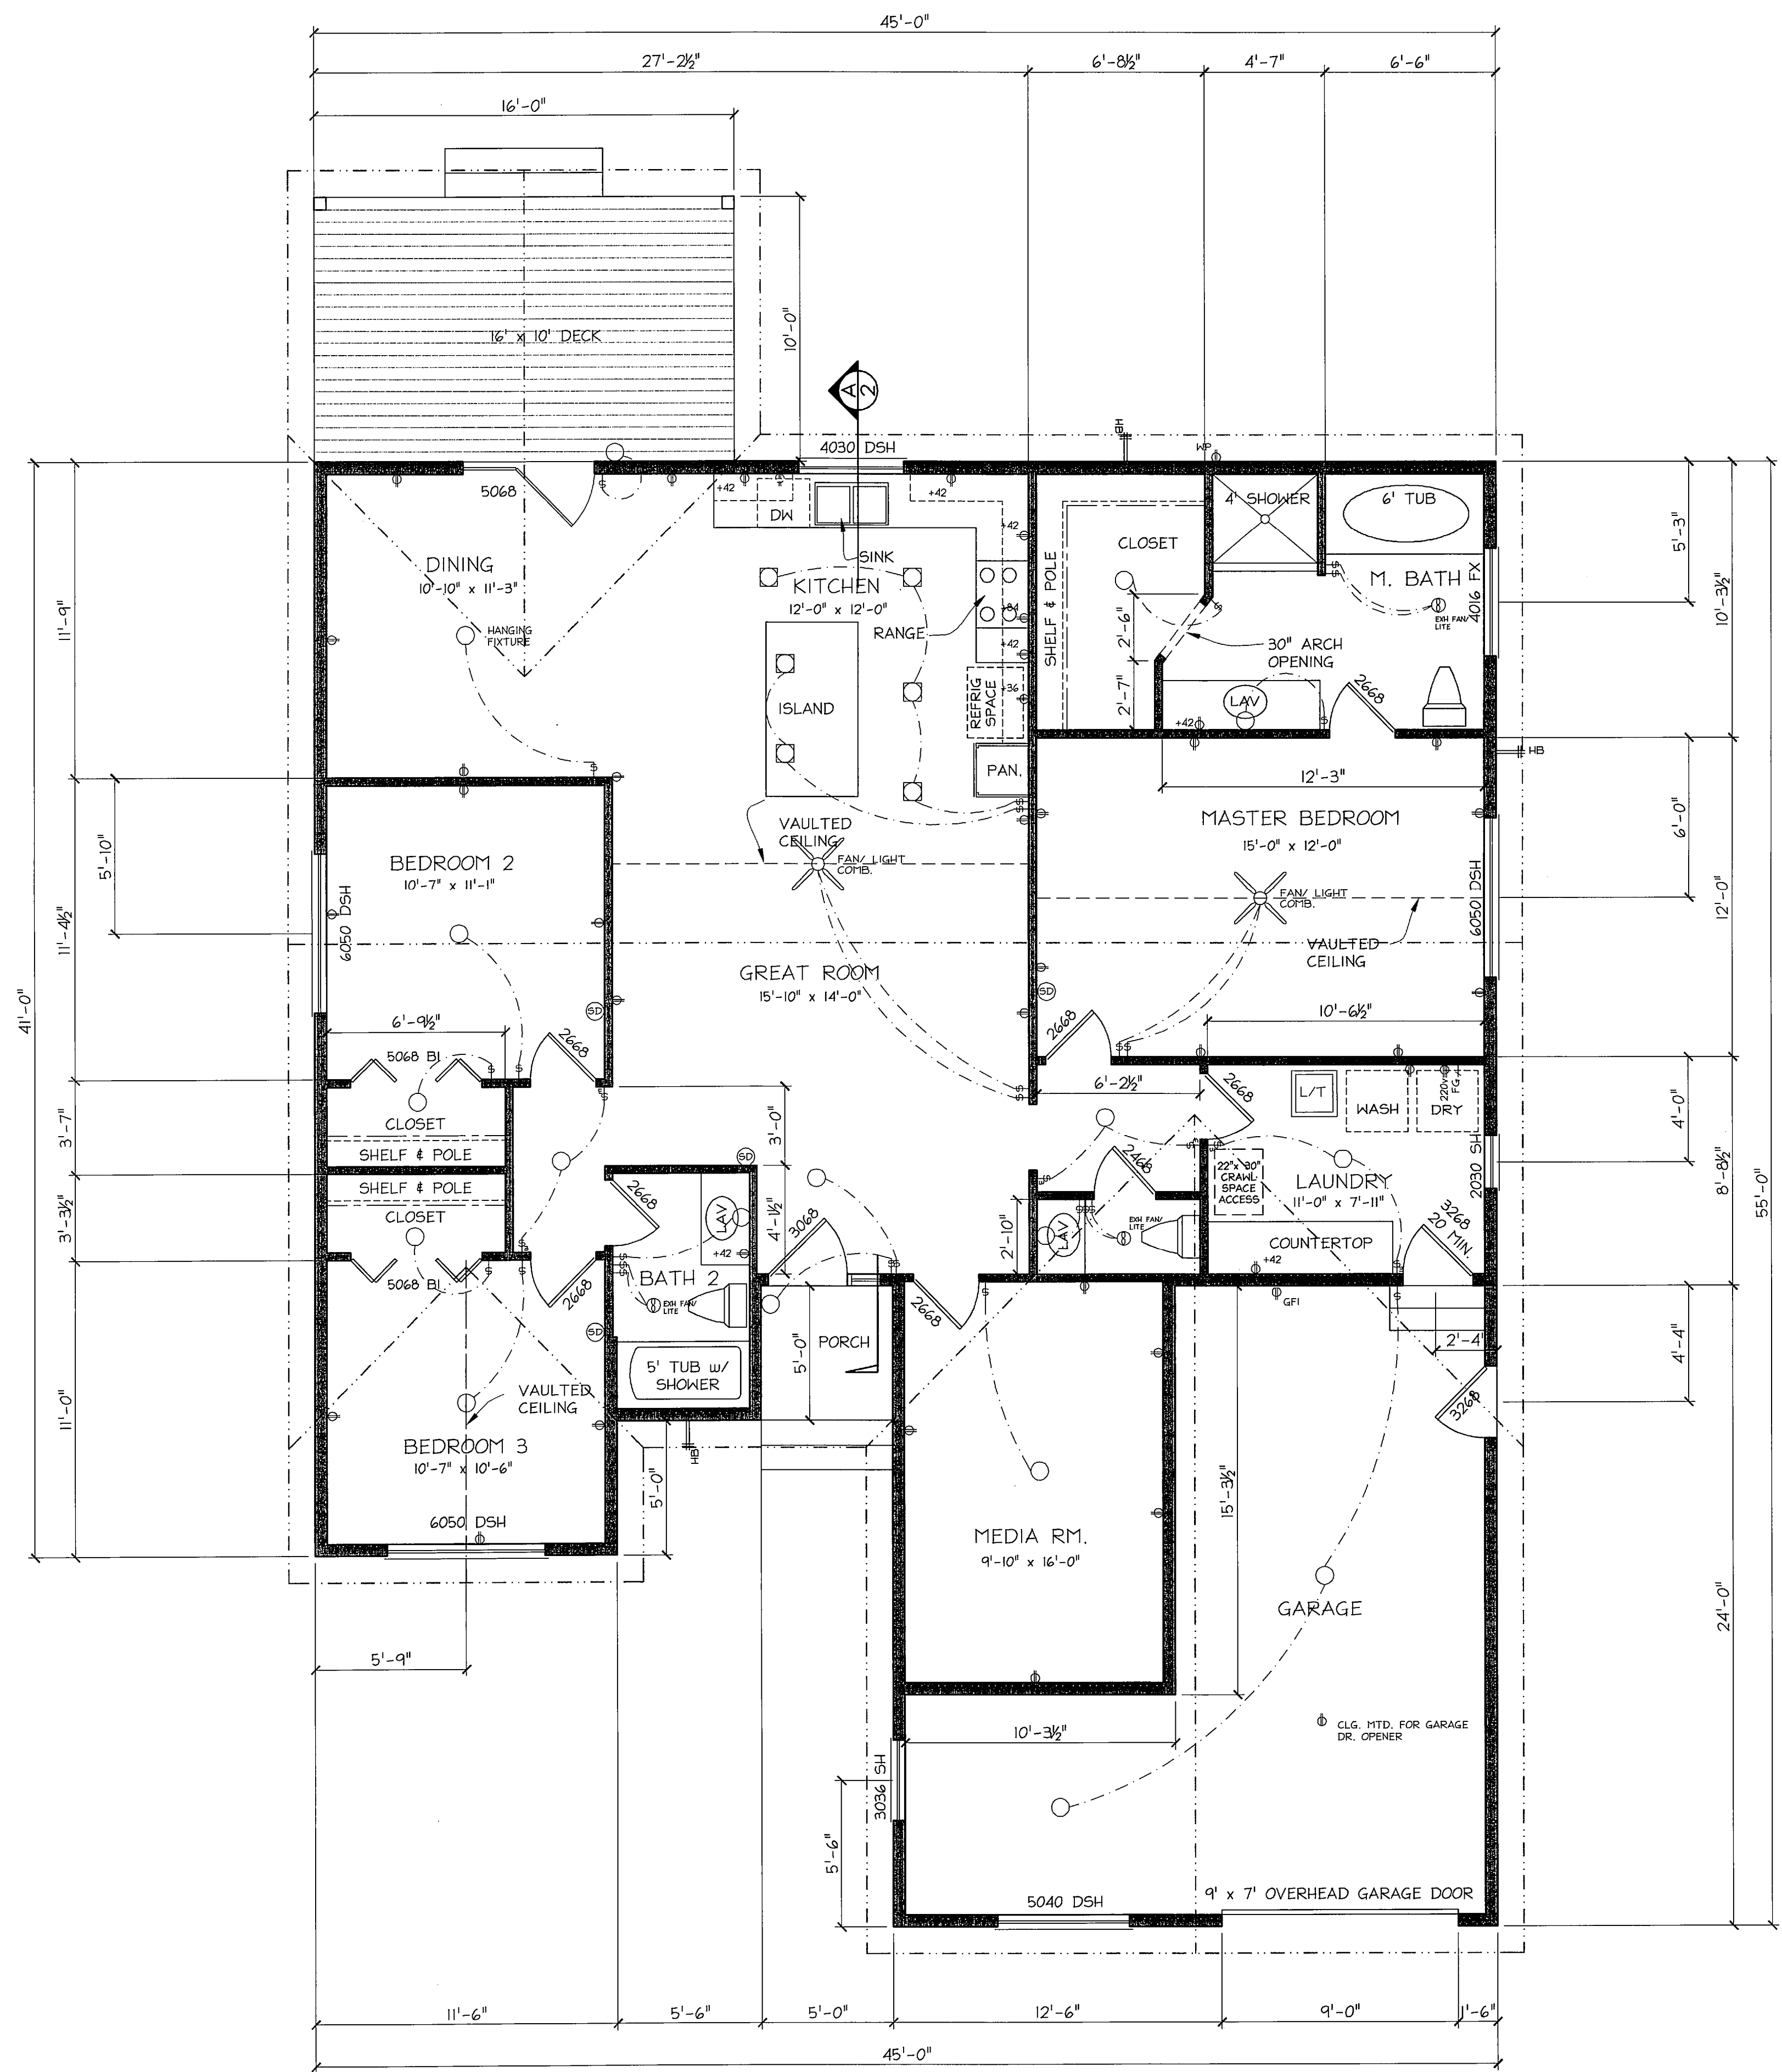 45'-0"
27'-2½"
6'-8½"
4'-7"
6'-6"
16'-0"
10'-0"
16' x 10' DECK
A
2
4030 DSH
HB
WP
5068
+42
DW
+42
+42
SINK
DINING
10'-10" x 11'-3"
HANGING
FIXTURE
KITCHEN
12'-0" x 12'-0"
RANGE
+84
+42
REFRIG
SPACE
+36
ISLAND
PAN.
SHELF & POLE
CLOSET
2'-6"
2'-7"
4' SHOWER
6' TUB
M. BATH
4016 FX
EXH FAN/
LITE
30" ARCH
OPENING
LAV
+42
2668
HB
5'-3"
10'-3½"
11'-9"
5'-10"
11'-4½"
41'-0"
3'-7"
3'-3½"
11'-0"
12'-3"
MASTER BEDROOM
15'-0" x 12'-0"
FAN/ LIGHT
COMB.
6050 DSH
VAULTED
CEILING
6'-0"
12'-0"
10'-6½"
VAULTED
CEILING
FAN/ LIGHT
COMB.
BEDROOM 2
10'-7" x 11'-1"
6050 DSH
SD
GREAT ROOM
15'-10" x 14'-0"
SD
6'-9½"
5068 BI
2668
2668
6'-2½"
2668
L/T
WASH
DRY
220v
FG
4'-0"
8'-8½"
55'-0"
CLOSET
SHELF & POLE
SHELF & POLE
CLOSET
5068 BI
3'-0"
SD
4'-1½"
2668
LAV
+42
BATH 2
EXH FAN/
LITE
5' TUB w/
SHOWER
3068
2468
2'-10"
LAV
EXH FAN/
LITE
22"x 30"
CRAWL
SPACE
ACCESS
LAUNDRY
11'-0" x 7'-11"
2030 SH
3268
20 MIN.
COUNTERTOP
+42
GFI
2668
SD
2668
PORCH
5'-0"
2'-4"
4'-4"
3268
VAULTED
CEILING
BEDROOM 3
10'-7" x 10'-6"
6050 DSH
HB
5'-0"
15'-3½"
MEDIA RM.
9'-10" x 16'-0"
GARAGE
24'-0"
5'-9"
10'-3½"
CLG. MTD. FOR GARAGE
DR. OPENER
3036 SH
5'-6"
5040 DSH
9' x 7' OVERHEAD GARAGE DOOR
11'-6"
5'-6"
5'-0"
12'-6"
9'-0"
1'-6"
45'-0"